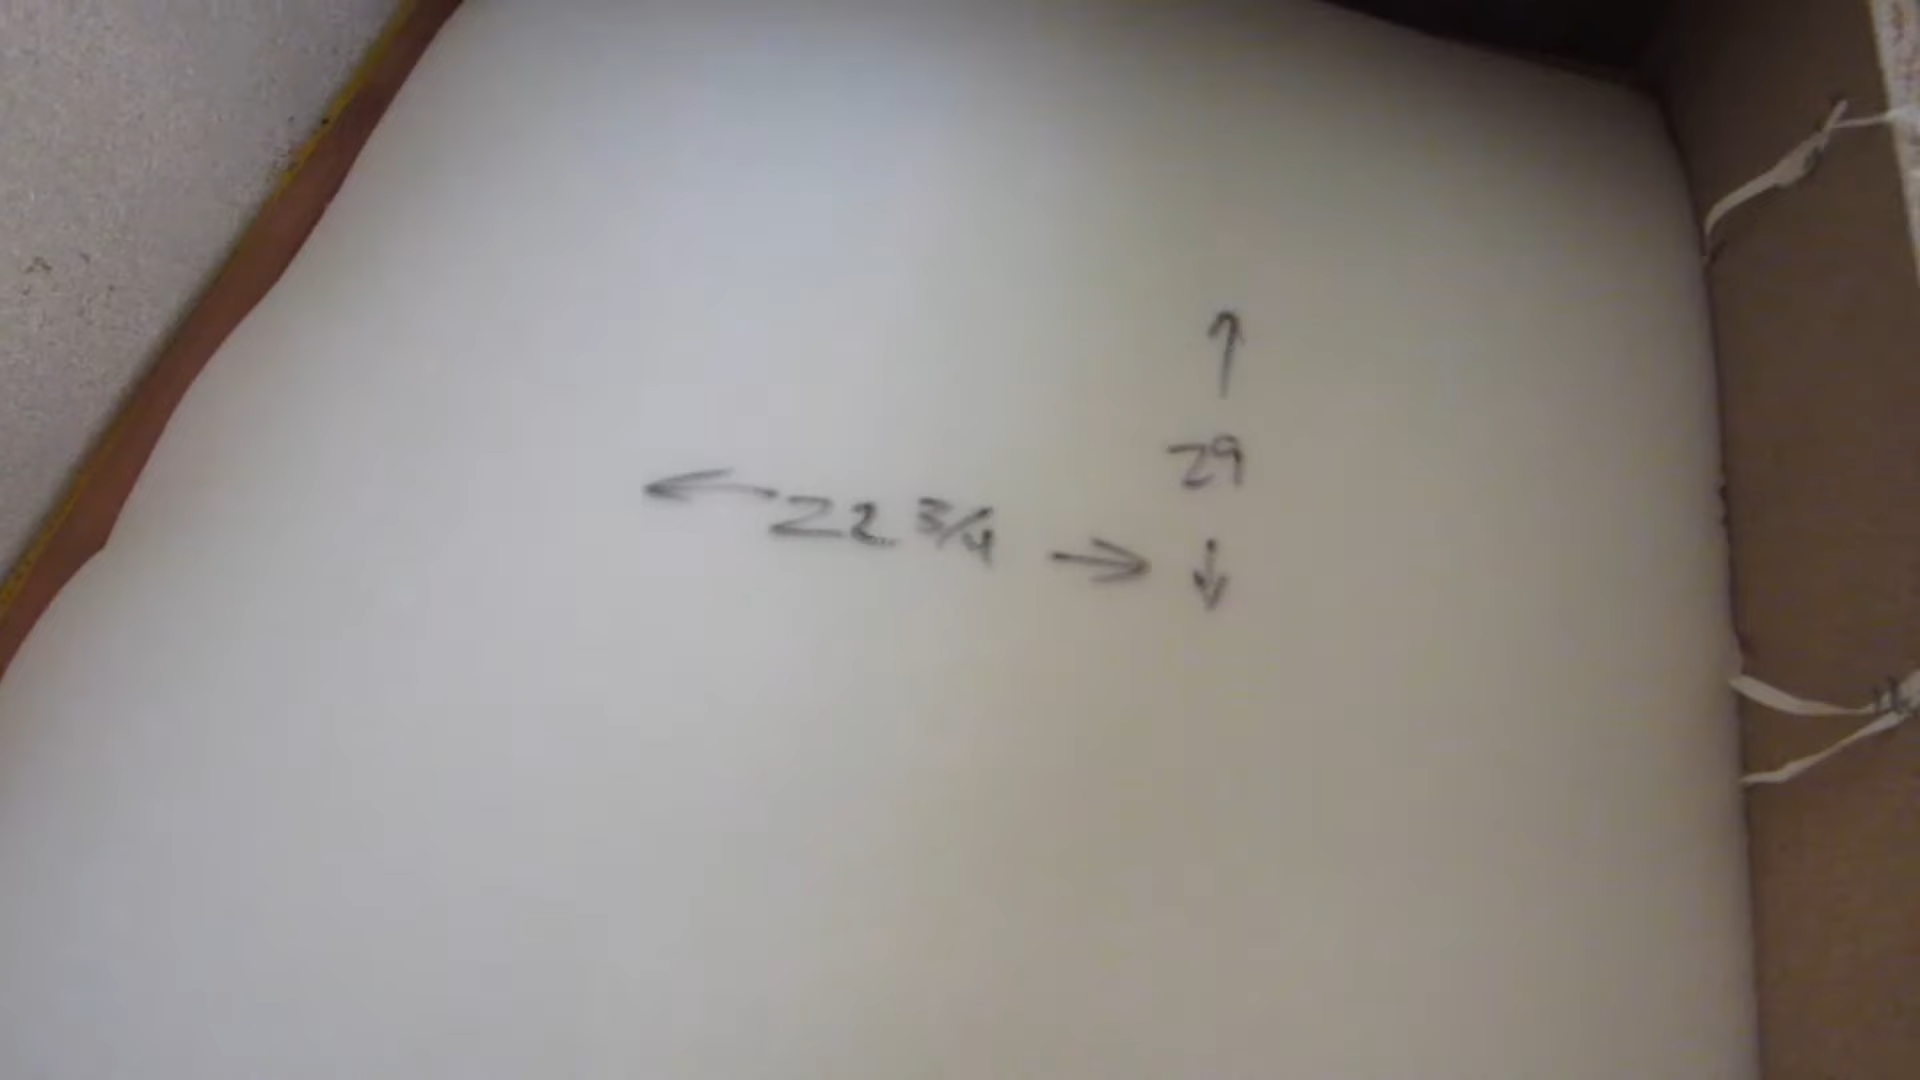 ↑
29
← 22 3/4 →
↓